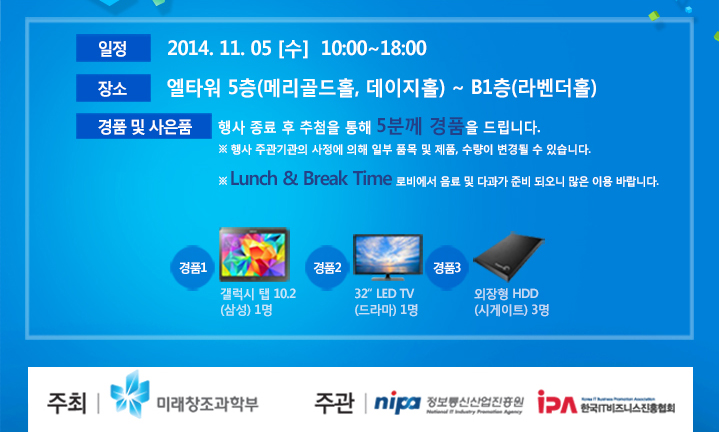 일정 2014. 11. 05 [수] 10:00~18:00
장소 엘타워 5층(메리골드홀, 데이지홀) ~ B1층(라벤더홀)
경품 및 사은품 행사 종료 후 추첨을 통해 5분께 경품을 드립니다.
※ 행사 주관기관의 사정에 의해 일부 품목 및 제품, 수량이 변경될 수 있습니다.
※ Lunch & Break Time 로비에서 음료 및 다과가 준비 되오니 많은 이용 바랍니다.
경품1 경품2 경품3
갤럭시 탭 10.2 32" LED TV 외장형 HDD
(삼성) 1명 (드라마) 1명 (시게이트) 3명
주최 미래창조과학부 주관 nipa 정보통신산업진흥원 National IT Industry Promotion Agency IPA Korea IT Business Promotion Association 한국IT비즈니스진흥협회